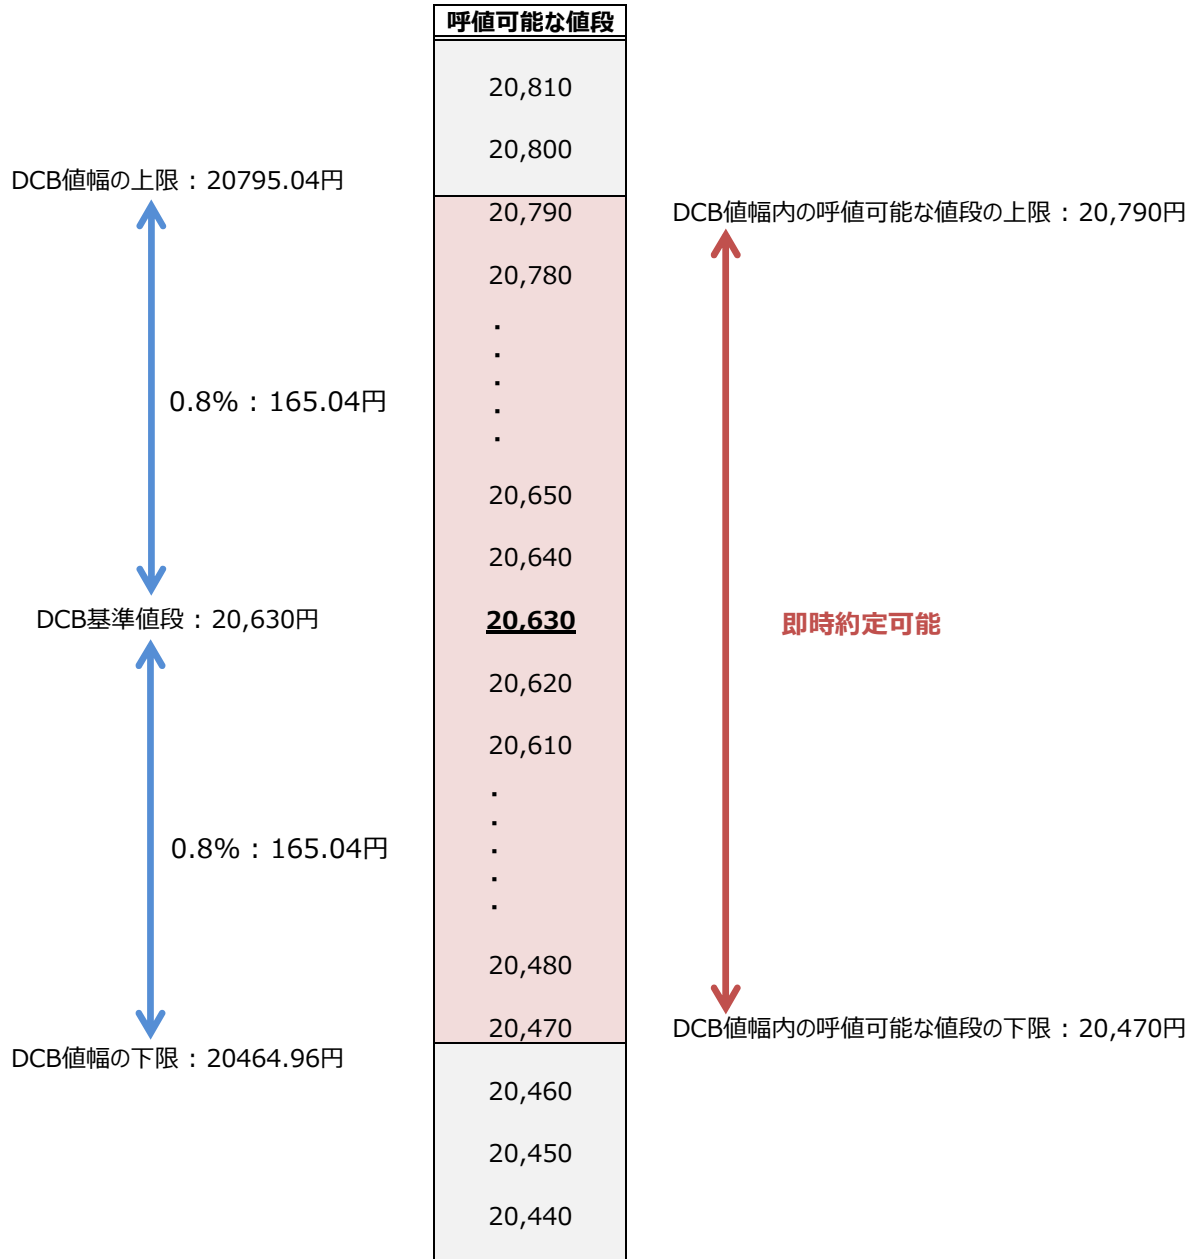 呼値可能な値段
20,810
20,800
DCB値幅の上限：20795.04円
20,790
DCB値幅内の呼値可能な値段の上限：20,790円
20,780
・
・
・
・
・
0.8%：165.04円
20,650
20,640
DCB基準値段：20,630円
20,630
即時約定可能
20,620
20,610
・
・
・
・
・
0.8%：165.04円
20,480
20,470
DCB値幅内の呼値可能な値段の下限：20,470円
DCB値幅の下限：20464.96円
20,460
20,450
20,440